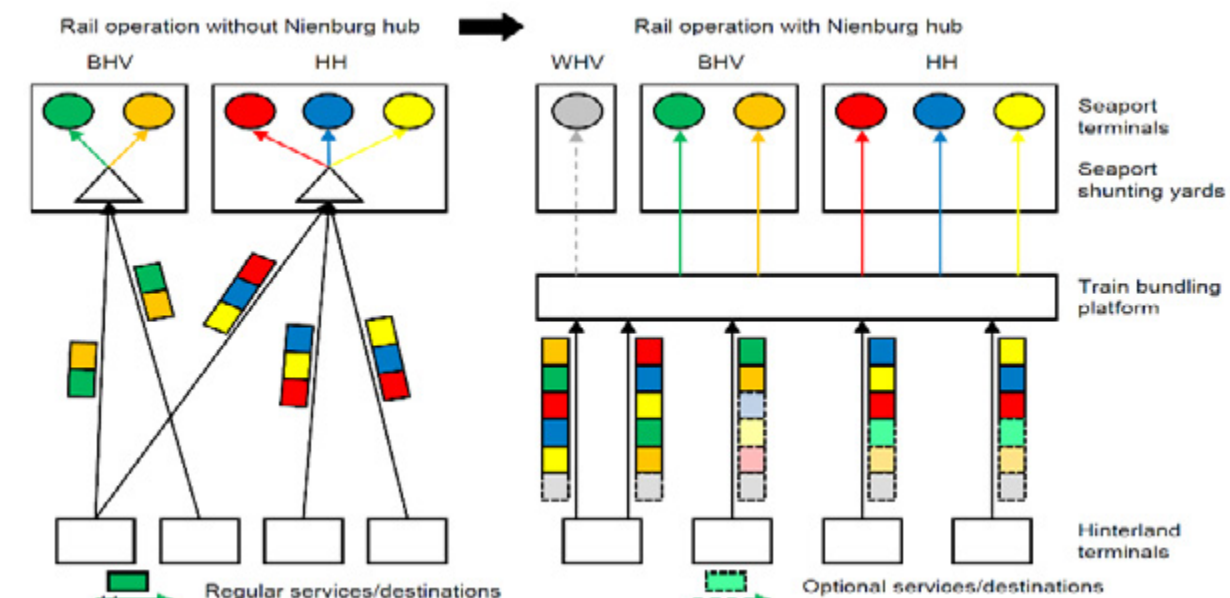 Rail operation without Nienburg hub
Rail operation with Nienburg hub
BHV
HH
WHV
BHV
HH
Seaport
terminals
Seaport
shunting yards
Train bundling
platform
Hinterland
terminals
Regular services/destinations
Optional services/destinations